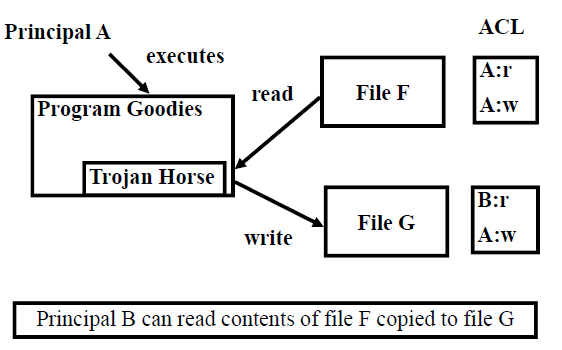 Principal A
executes
ACL
Program Goodies
Trojan Horse
read
File F
A:r
A:w
write
File G
B:r
A:w
Principal B can read contents of file F copied to file G